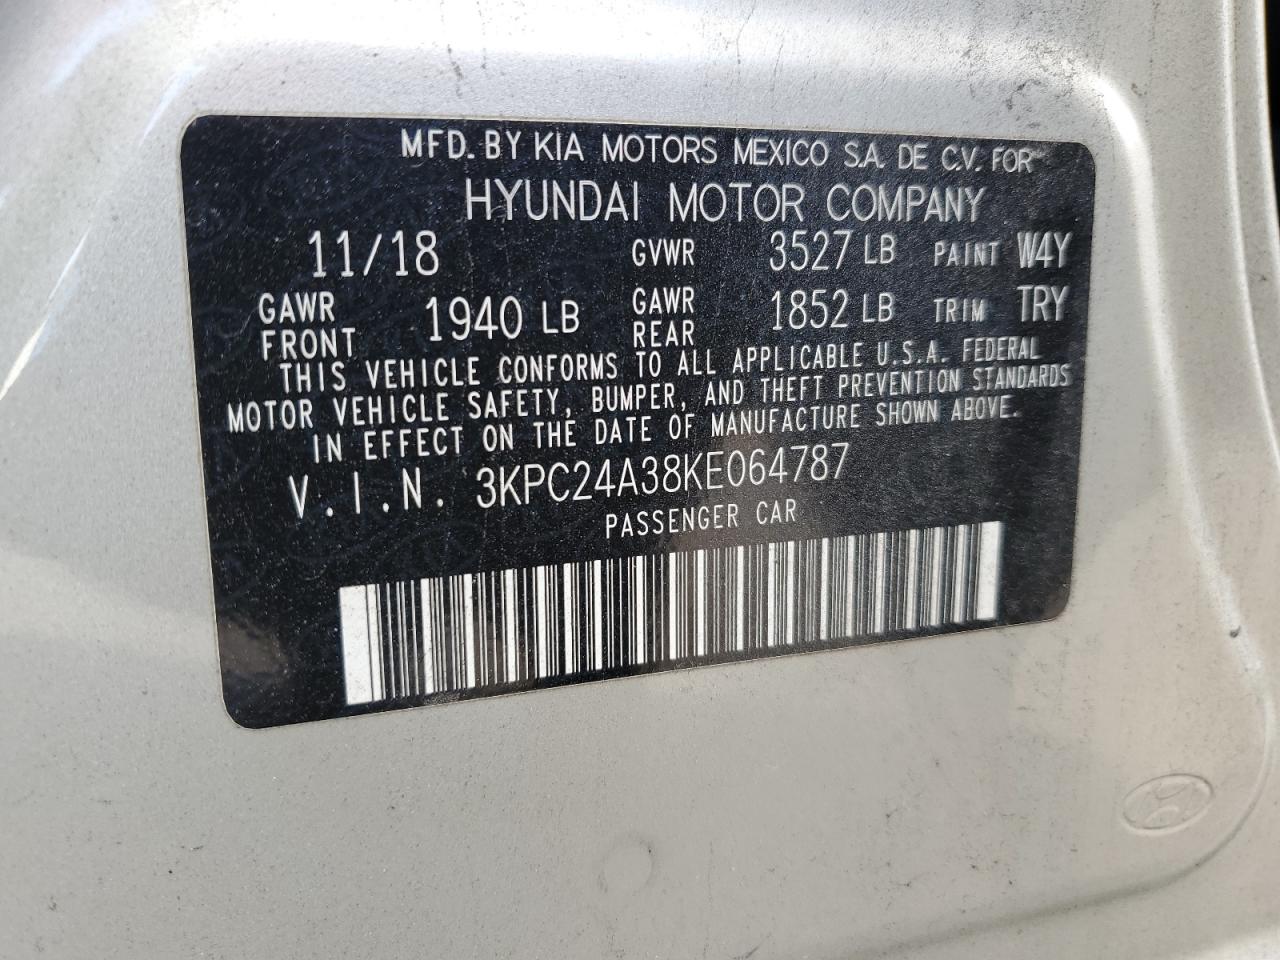 MFD. BY KIA MOTORS MEXICO S.A. DE C.V. FOR
HYUNDAI MOTOR COMPANY
11/18 GVWR 3527 LB PAINT W4Y
GAWR FRONT 1940 LB GAWR REAR 1852 LB TRIM TRY
THIS VEHICLE CONFORMS TO ALL APPLICABLE U.S.A. FEDERAL
MOTOR VEHICLE SAFETY, BUMPER, AND THEFT PREVENTION STANDARDS
IN EFFECT ON THE DATE OF MANUFACTURE SHOWN ABOVE.
V.I.N. 3KPC24A38KE064787
PASSENGER CAR